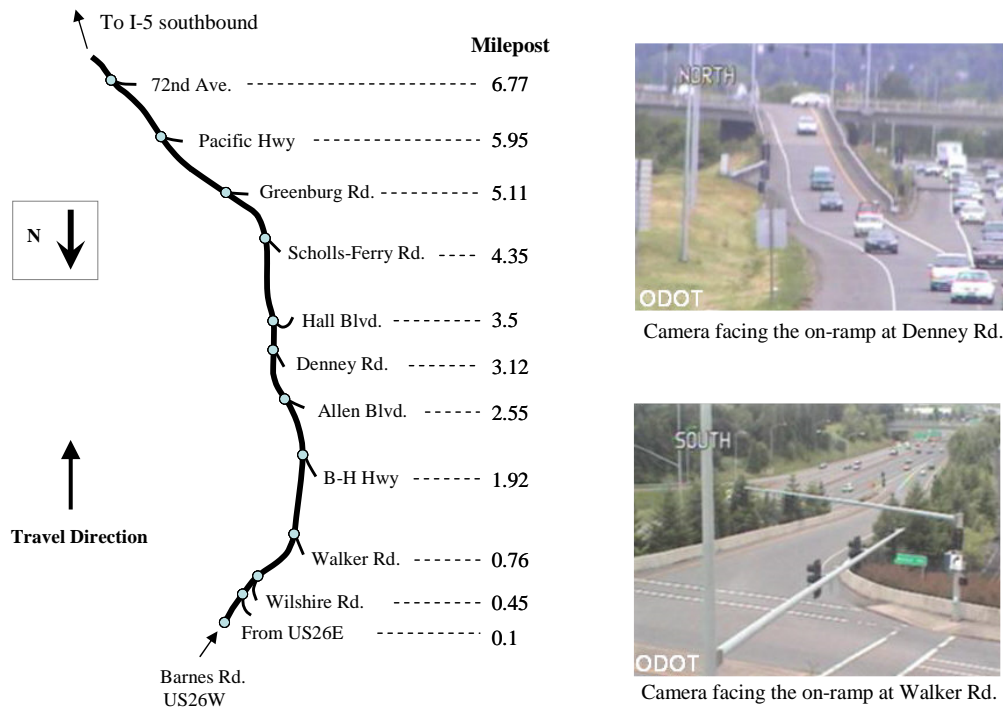 To I-5 southbound
Milepost
72nd Ave. 6.77
Pacific Hwy 5.95
Greenburg Rd. 5.11
N
Scholls-Ferry Rd. 4.35
Hall Blvd. 3.5
Denney Rd. 3.12
Allen Blvd. 2.55
B-H Hwy 1.92
Travel Direction
Walker Rd. 0.76
Wilshire Rd. 0.45
From US26E 0.1
Barnes Rd.
US26W
NORTH
ODOT
Camera facing the on-ramp at Denney Rd.
SOUTH
ODOT
Camera facing the on-ramp at Walker Rd.